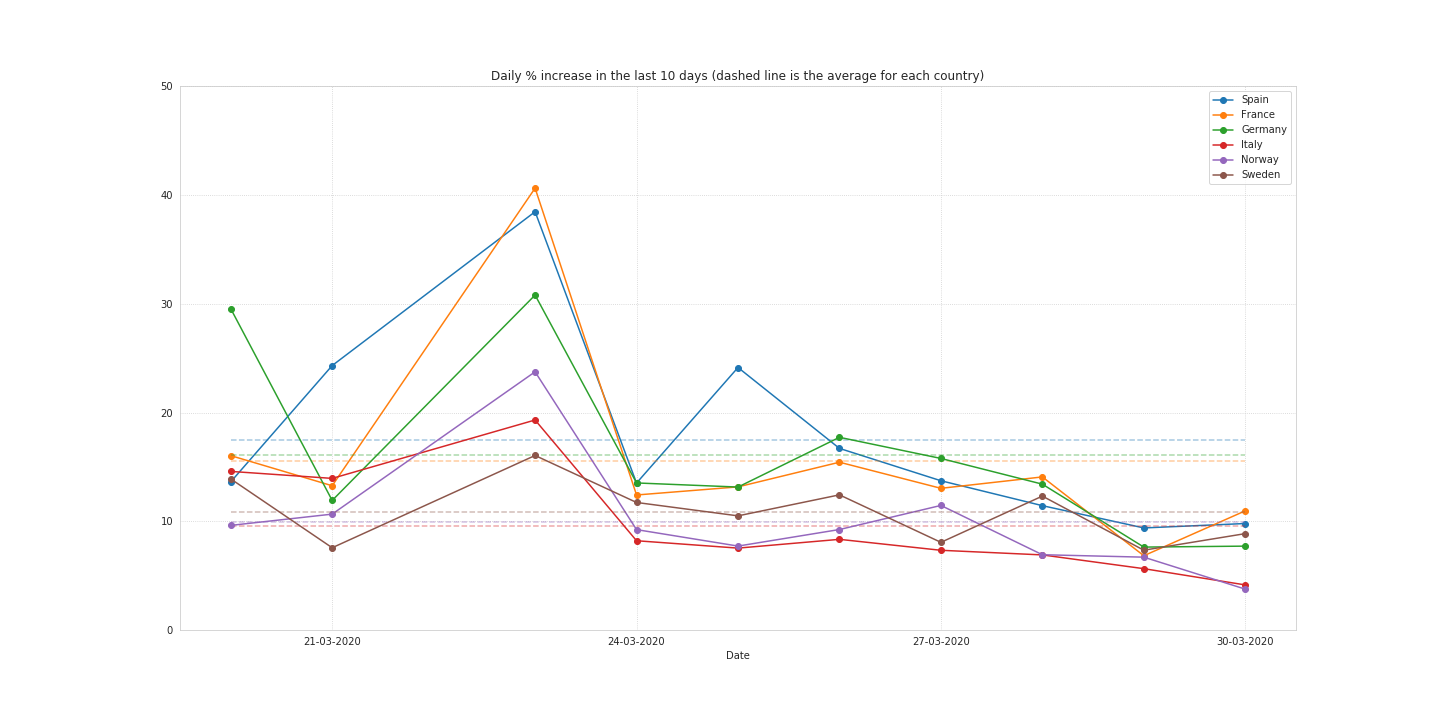 Daily % increase in the last 10 days (dashed line is the average for each country)
50
40
30
20
10
0
Spain
France
Germany
Italy
Norway
Sweden
21-03-2020
24-03-2020
27-03-2020
30-03-2020
Date